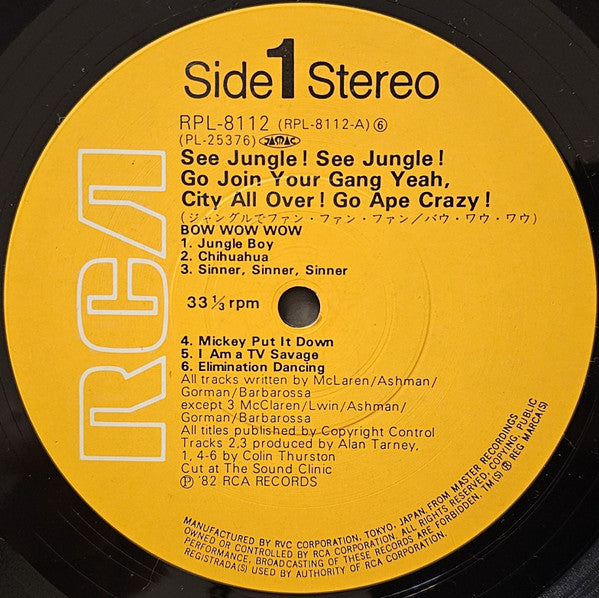 RCA
Side 1 Stereo
RPL-8112 (RPL-8112-A) ⑥
(PL-25376) JASRAC
See Jungle! See Jungle!
Go Join Your Gang Yeah,
City All Over! Go Ape Crazy!
(ジャングルでファン・ファン・ファン/バウ・ワウ・ワウ)
BOW WOW WOW
1. Jungle Boy
2. Chihuahua
3. Sinner, Sinner, Sinner
33 1/3 rpm
4. Mickey Put It Down
5. I Am a TV Savage
6. Elimination Dancing
All tracks written by McLaren/Ashman/
Gorman/Barbarossa
except 3 McClaren/Lwin/Ashman/
Gorman/Barbarossa
All titles published by Copyright Control
Tracks 2,3 produced by Alan Tarney,
1, 4-6 by Colin Thurston
Cut at The Sound Clinic
Ⓟ '82 RCA RECORDS
MANUFACTURED BY RVC CORPORATION, TOKYO, JAPAN FROM MASTER RECORDINGS
OWNED OR CONTROLLED BY RCA CORPORATION. ALL RIGHTS RESERVED. COPYING, PUBLIC
PERFORMANCE, BROADCASTING OF THESE RECORDS ARE FORBIDDEN. TM(S) ® REG MARCA(S)
REGISTRADA(S) USED BY AUTHORITY OF RCA CORPORATION.